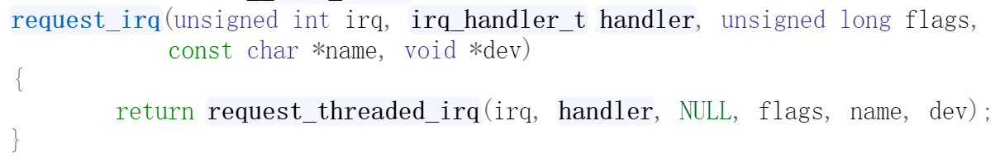 request_irq(unsigned int irq, irq_handler_t handler, unsigned long flags,
            const char *name, void *dev)
{
        return request_threaded_irq(irq, handler, NULL, flags, name, dev);
}